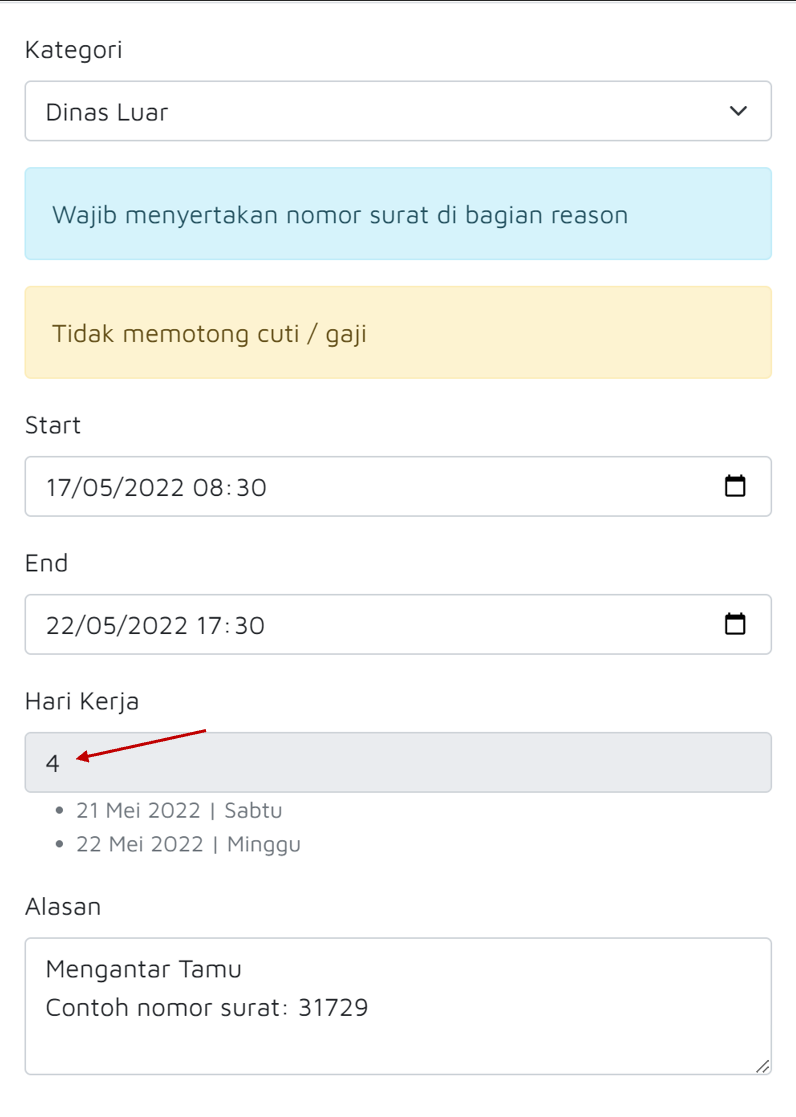 Kategori
Dinas Luar
Wajib menyertakan nomor surat di bagian reason
Tidak memotong cuti / gaji
Start
17/05/2022 08:30
End
22/05/2022 17:30
Hari Kerja
4
• 21 Mei 2022 | Sabtu
• 22 Mei 2022 | Minggu
Alasan
Mengantar Tamu
Contoh nomor surat: 31729